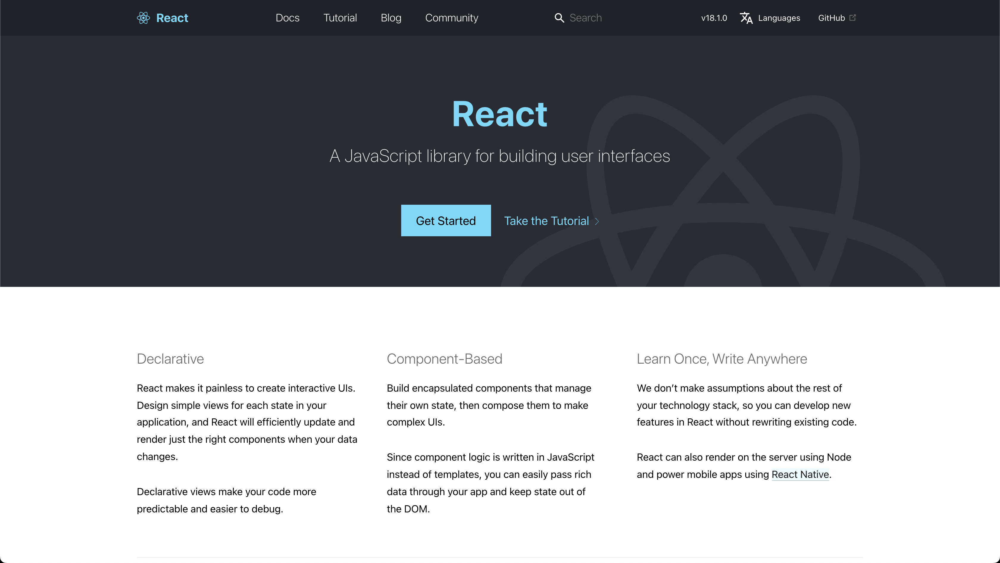 React
Docs
Tutorial
Blog
Community
Search
v18.1.0
Languages
GitHub
React
A JavaScript library for building user interfaces
Get Started
Take the Tutorial
Declarative
React makes it painless to create interactive UIs.
Design simple views for each state in your
application, and React will efficiently update and
render just the right components when your data
changes.
Declarative views make your code more
predictable and easier to debug.
Component-Based
Build encapsulated components that manage
their own state, then compose them to make
complex UIs.
Since component logic is written in JavaScript
instead of templates, you can easily pass rich
data through your app and keep state out of
the DOM.
Learn Once, Write Anywhere
We don’t make assumptions about the rest of
your technology stack, so you can develop new
features in React without rewriting existing code.
React can also render on the server using Node
and power mobile apps using React Native.